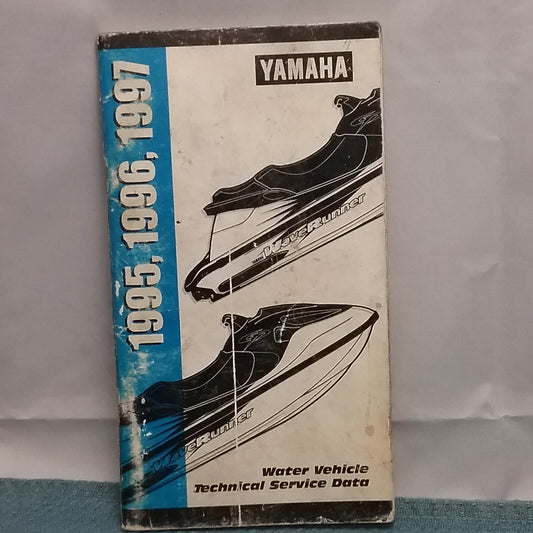 YAMAHA
1995, 1996, 1997
WaveRunner
WaveRunner
Water Vehicle
Technical Service Data